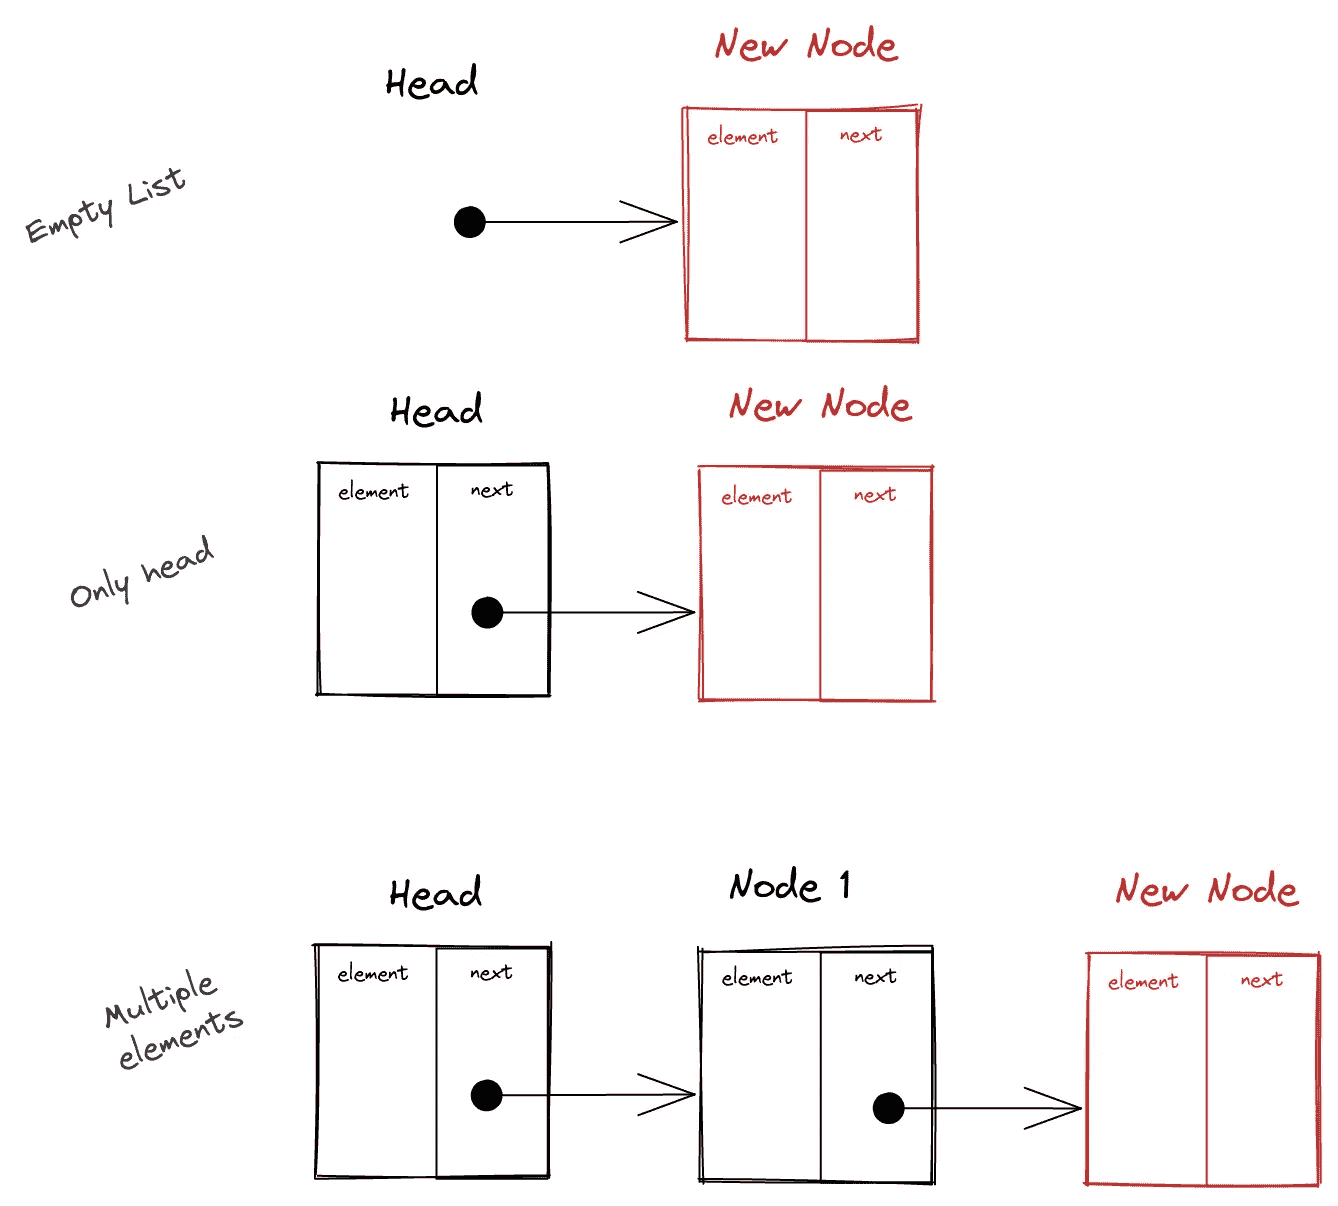 New Node
Head
element next
Empty List
Head
New Node
element next
element next
Only head
Head
Node 1
New Node
element next
element next
element next
Multiple
elements